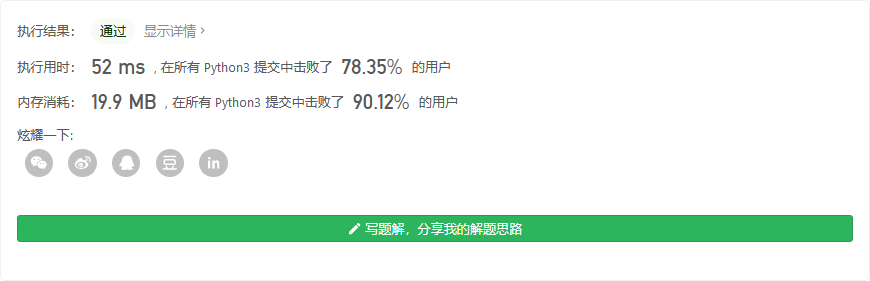 执行结果： 通过 显示详情 ›
执行用时： 52 ms , 在所有 Python3 提交中击败了 78.35% 的用户
内存消耗： 19.9 MB , 在所有 Python3 提交中击败了 90.12% 的用户
炫耀一下:
豆 in
写题解，分享我的解题思路